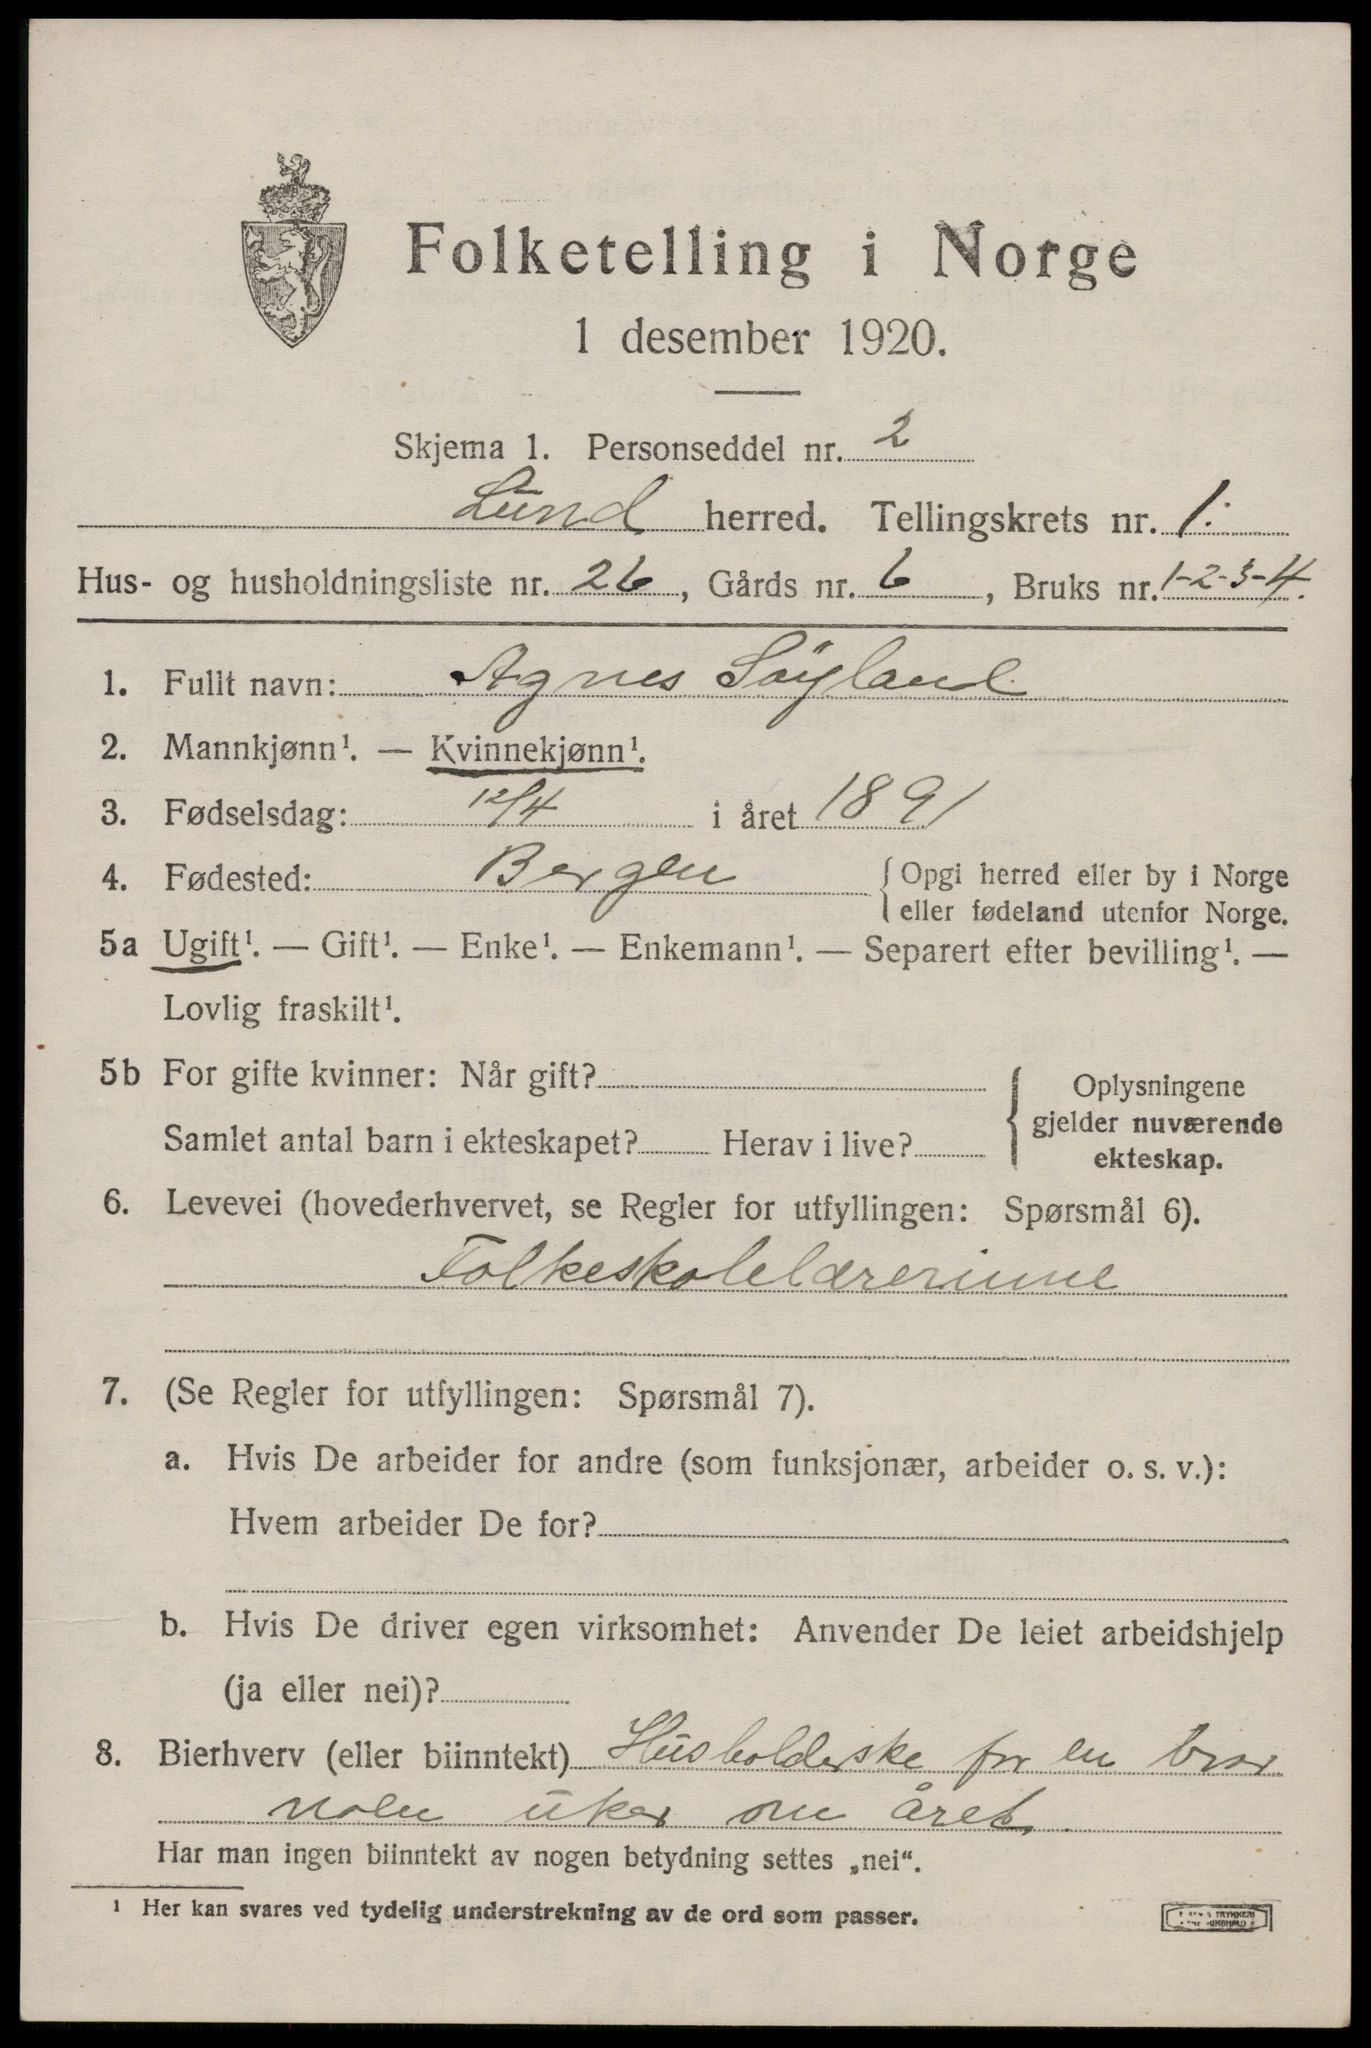 Folketelling i Norge
1 desember 1920.
Skjema 1. Personseddel nr. 2
Lund herred. Tellingskrets nr. 1.
Hus- og husholdningsliste nr. 26, Gårds nr. 6, Bruks nr. 1-2-3-4.
1. Fullt navn: Agnes Søyland
2. Mannkjønn¹. — Kvinnekjønn¹.
3. Fødselsdag: 12/4 i året 1891
4. Fødested: Bergen { Opgi herred eller by i Norge
eller fødeland utenfor Norge.
5a Ugift¹. — Gift¹. — Enke¹. — Enkemann¹. — Separert efter bevilling¹. —
Lovlig fraskilt¹.
5b For gifte kvinner: Når gift?
Samlet antal barn i ekteskapet? Herav i live?
{ Oplysningene
gjelder nuværende
ekteskap.
6. Levevei (hovederhvervet, se Regler for utfyllingen: Spørsmål 6).
Folkeskolelærerinne
7. (Se Regler for utfyllingen: Spørsmål 7).
a. Hvis De arbeider for andre (som funksjonær, arbeider o. s. v.):
Hvem arbeider De for?
b. Hvis De driver egen virksomhet: Anvender De leiet arbeidshjelp
(ja eller nei)?
8. Bierhverv (eller biinntekt) Husholderske for en bror
nolen uker om året.
Har man ingen biinntekt av nogen betydning settes „nei“.
¹ Her kan svares ved tydelig understrekning av de ord som passer.